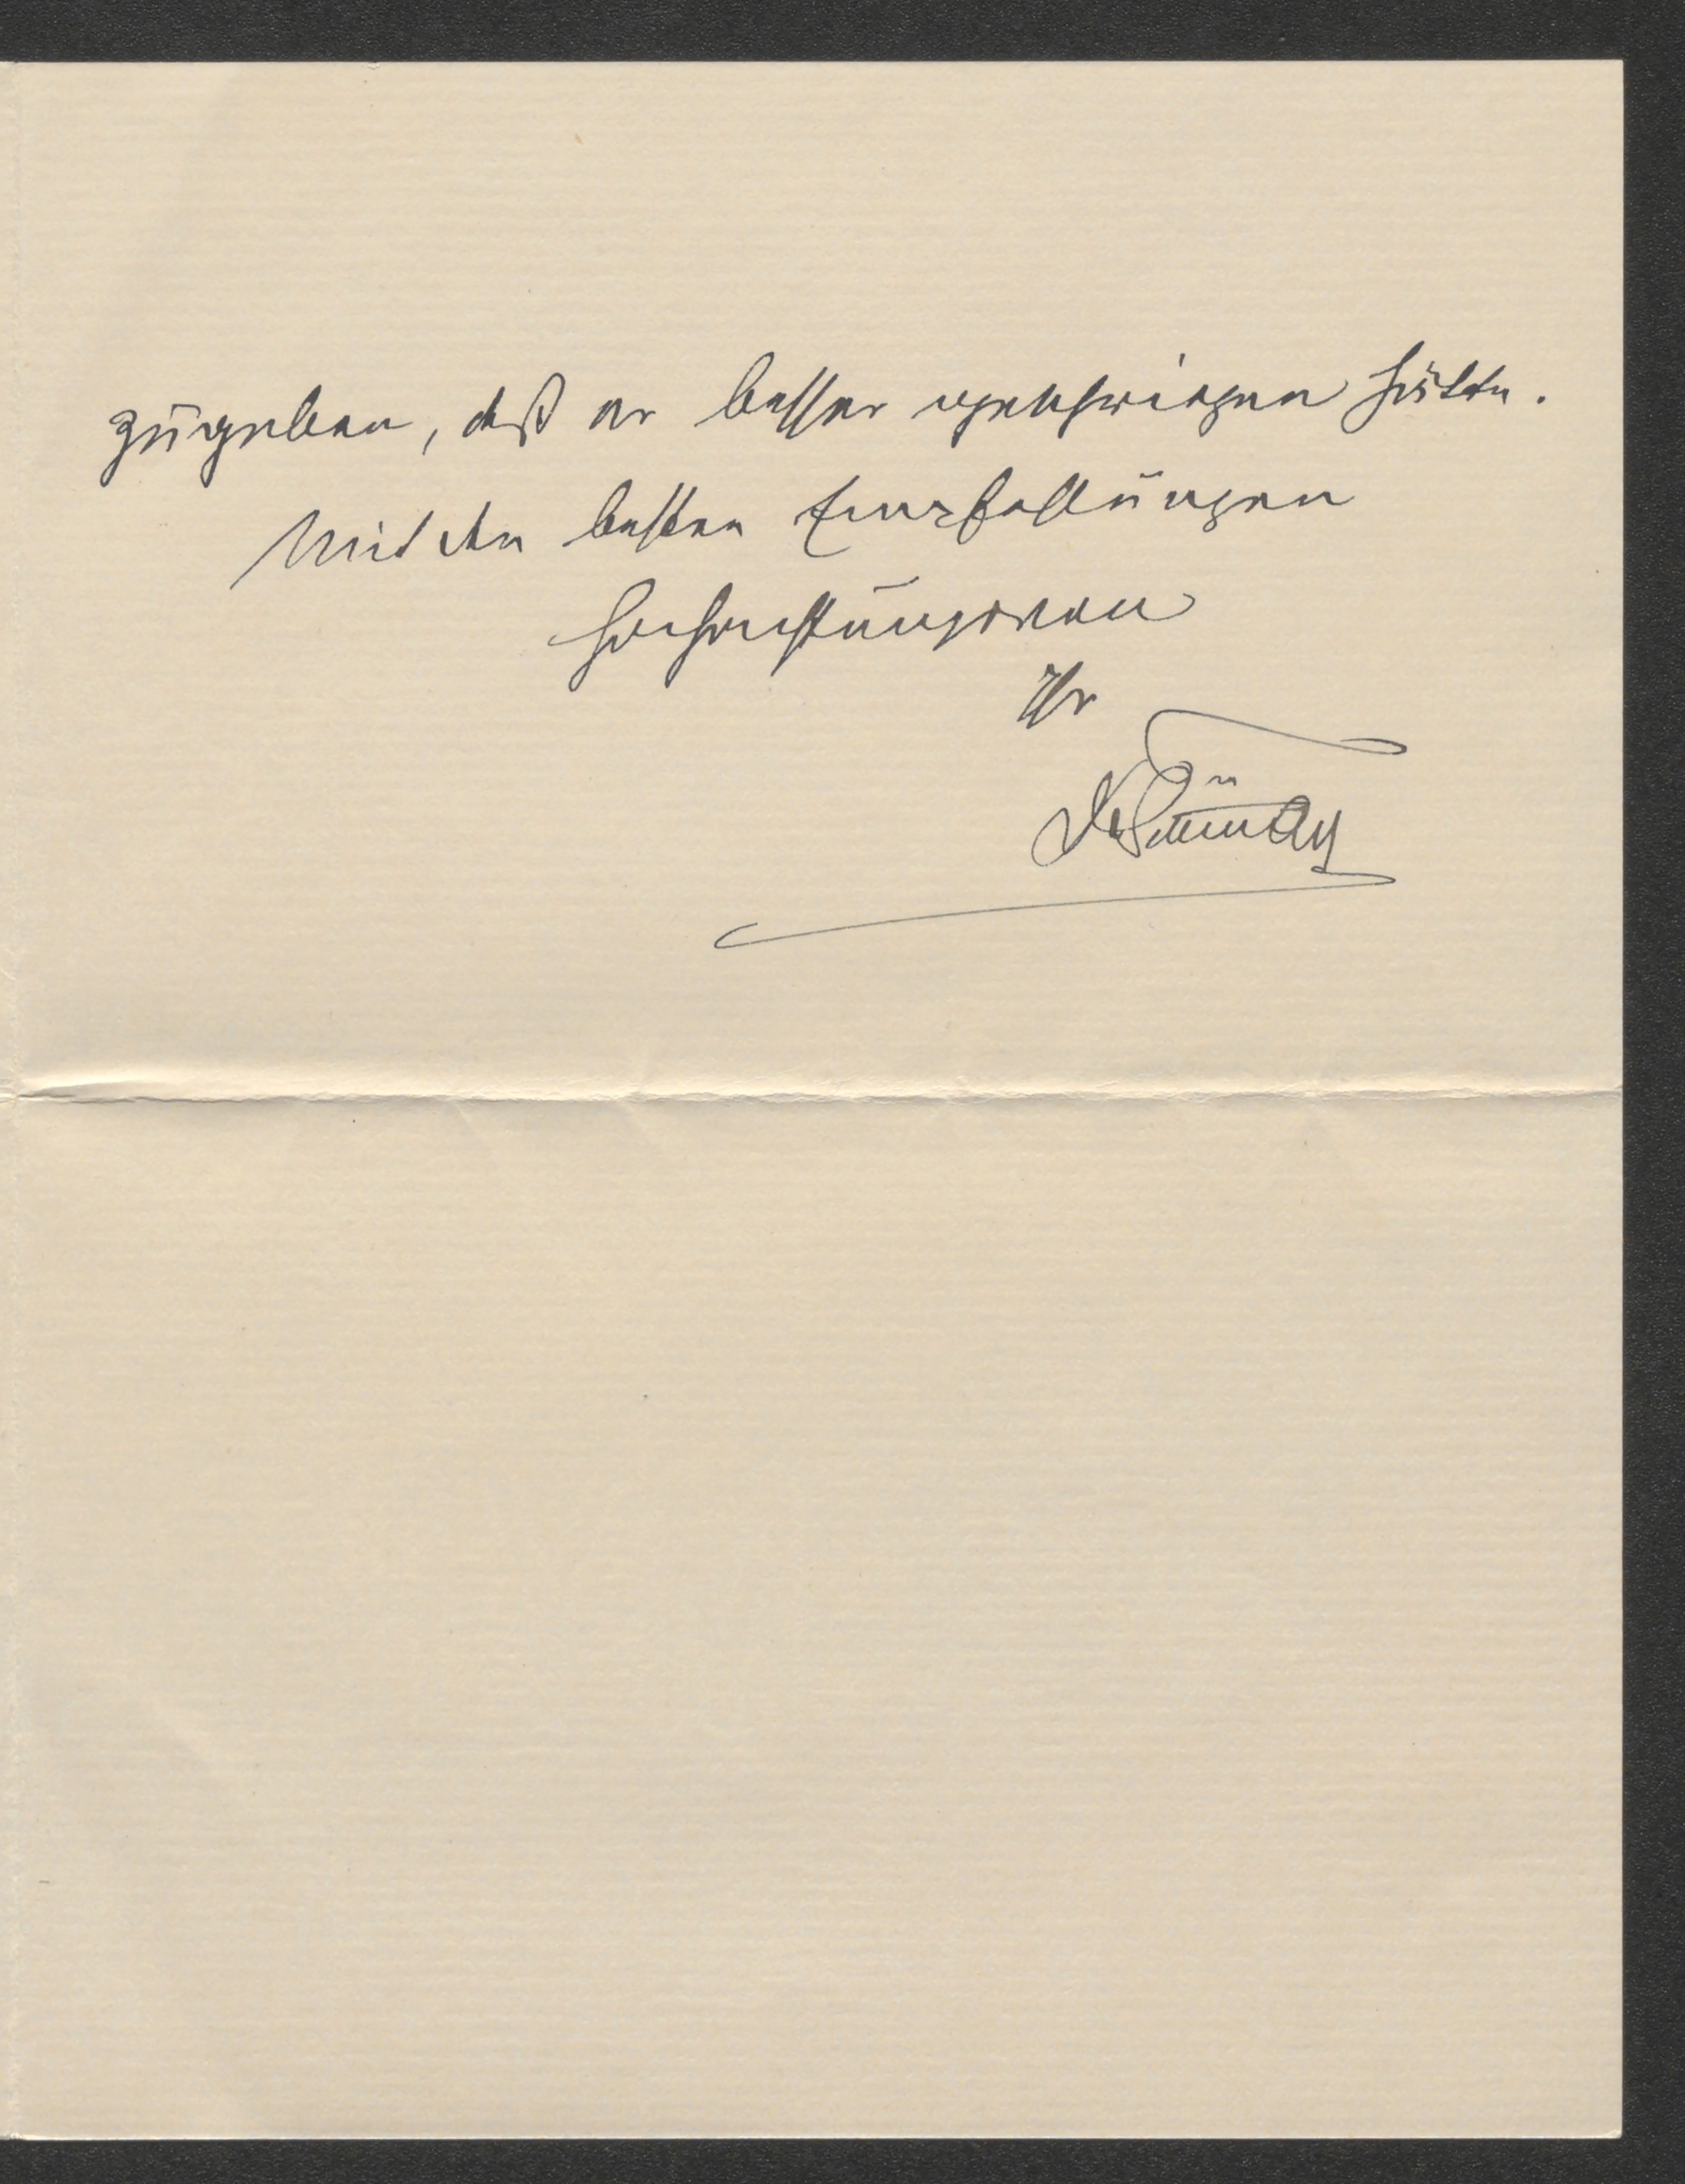 zugeben, daß er besser geschwiegen hätte.
Mit den besten Empfehlungen
Hochachtungsvoll
Ihr